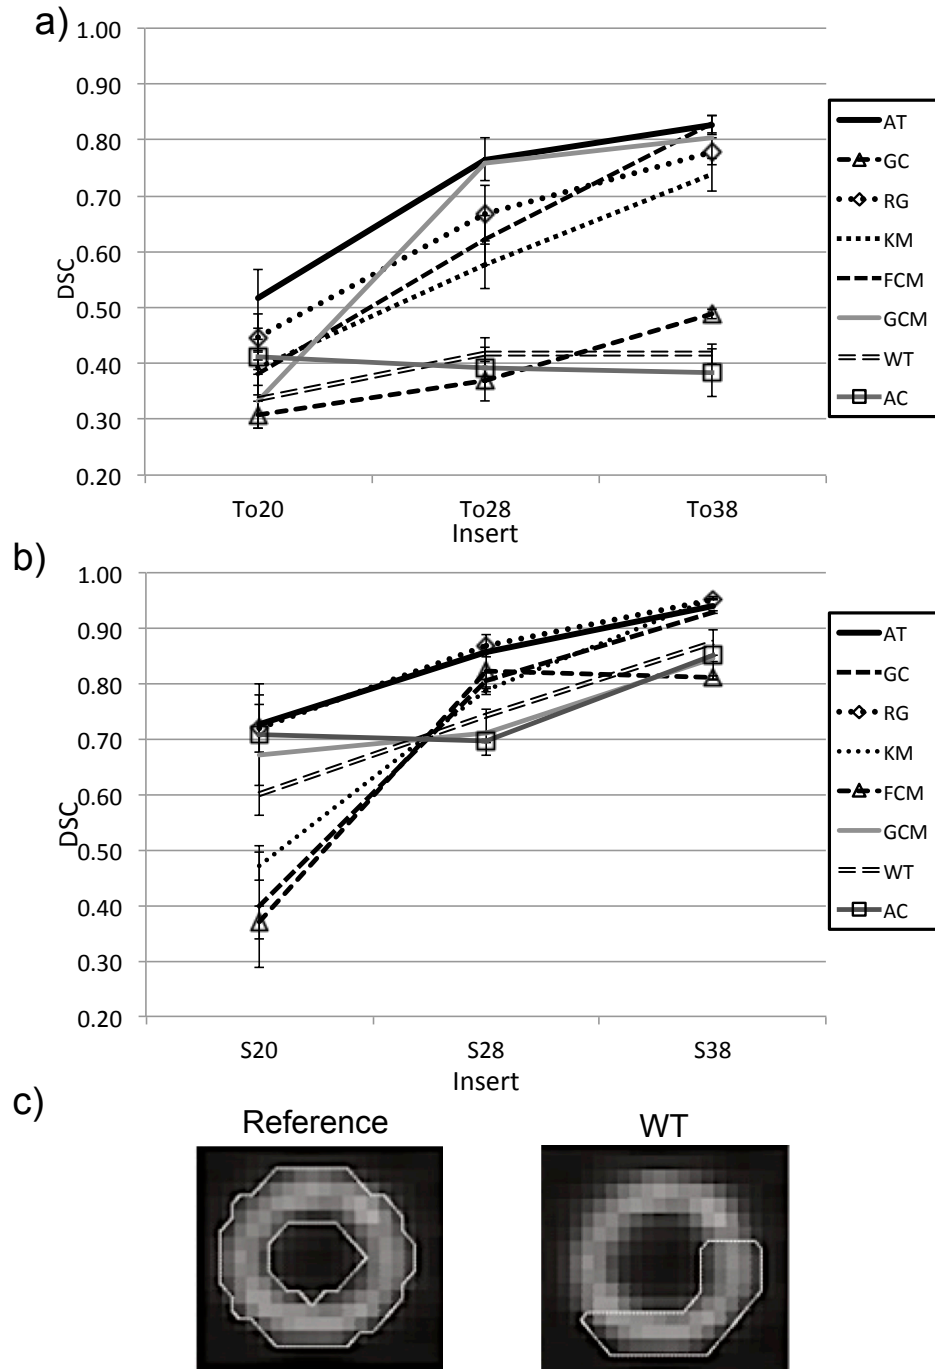 a)
1.00
0.90
0.80
0.70
0.60
0.50
0.40
0.30
0.20
DSC
To20
To28
To38
Insert
AT
GC
RG
KM
FCM
GCM
WT
AC
b)
1.00
0.90
0.80
0.70
0.60
0.50
0.40
0.30
0.20
DSC
S20
S28
S38
Insert
AT
GC
RG
KM
FCM
GCM
WT
AC
c)
Reference
WT